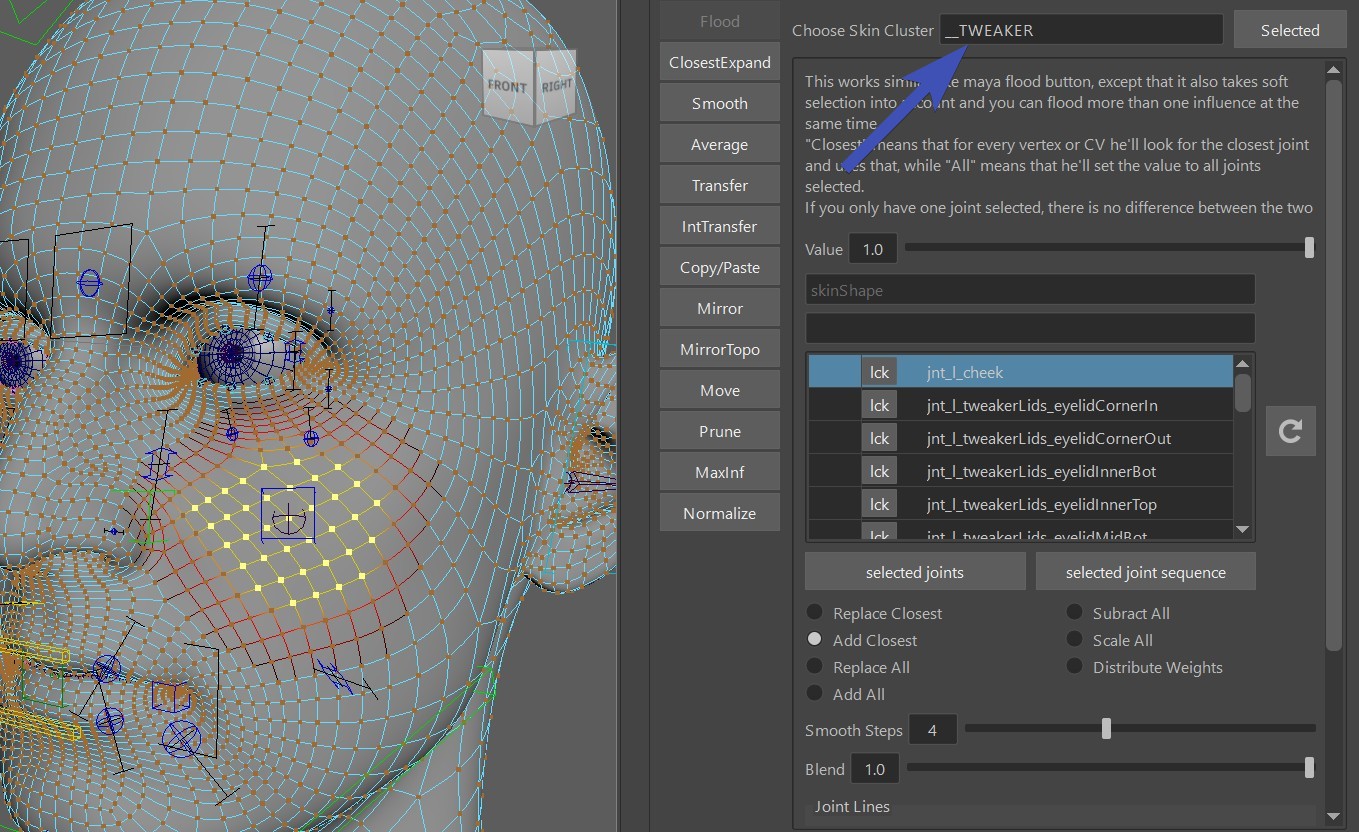 FRONT
RIGHT
Flood
ClosestExpand
Smooth
Average
Transfer
IntTransfer
Copy/Paste
Mirror
MirrorTopo
Move
Prune
MaxInf
Normalize
Choose Skin Cluster
__TWEAKER
Selected
This works simi e maya flood button, except that it also takes soft
selection into nt and you can flood more than one influence at the
same time
"Closest means that for every vertex or CV he'll look for the closest joint
and uses that, while "All" means that he'll set the value to all joints
selected.
If you only have one joint selected, there is no difference between the two
Value 1.0
skinShape
lck jnt_l_cheek
lck jnt_l_tweakerLids_eyelidCornerIn
lck jnt_l_tweakerLids_eyelidCornerOut
lck jnt_l_tweakerLids_eyelidInnerBot
lck jnt_l_tweakerLids_eyelidInnerTop
lck jnt_l_tweakerLids_eyelidMidBot
selected joints
selected joint sequence
Replace Closest
Add Closest
Replace All
Add All
Subract All
Scale All
Distribute Weights
Smooth Steps 4
Blend 1.0
Joint Lines